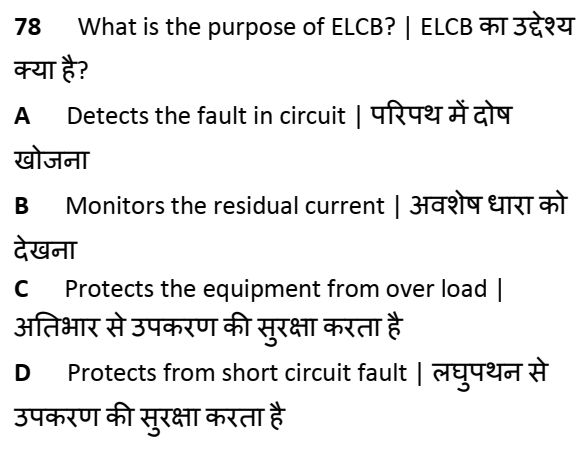 78 What is the purpose of ELCB? | ELCB का उद्देश्य
क्या है?
A Detects the fault in circuit | परिपथ में दोष
खोजना
B Monitors the residual current | अवशेष धारा को
देखना
C Protects the equipment from over load |
अतिभार से उपकरण की सुरक्षा करता है
D Protects from short circuit fault | लघुपथन से
उपकरण की सुरक्षा करता है